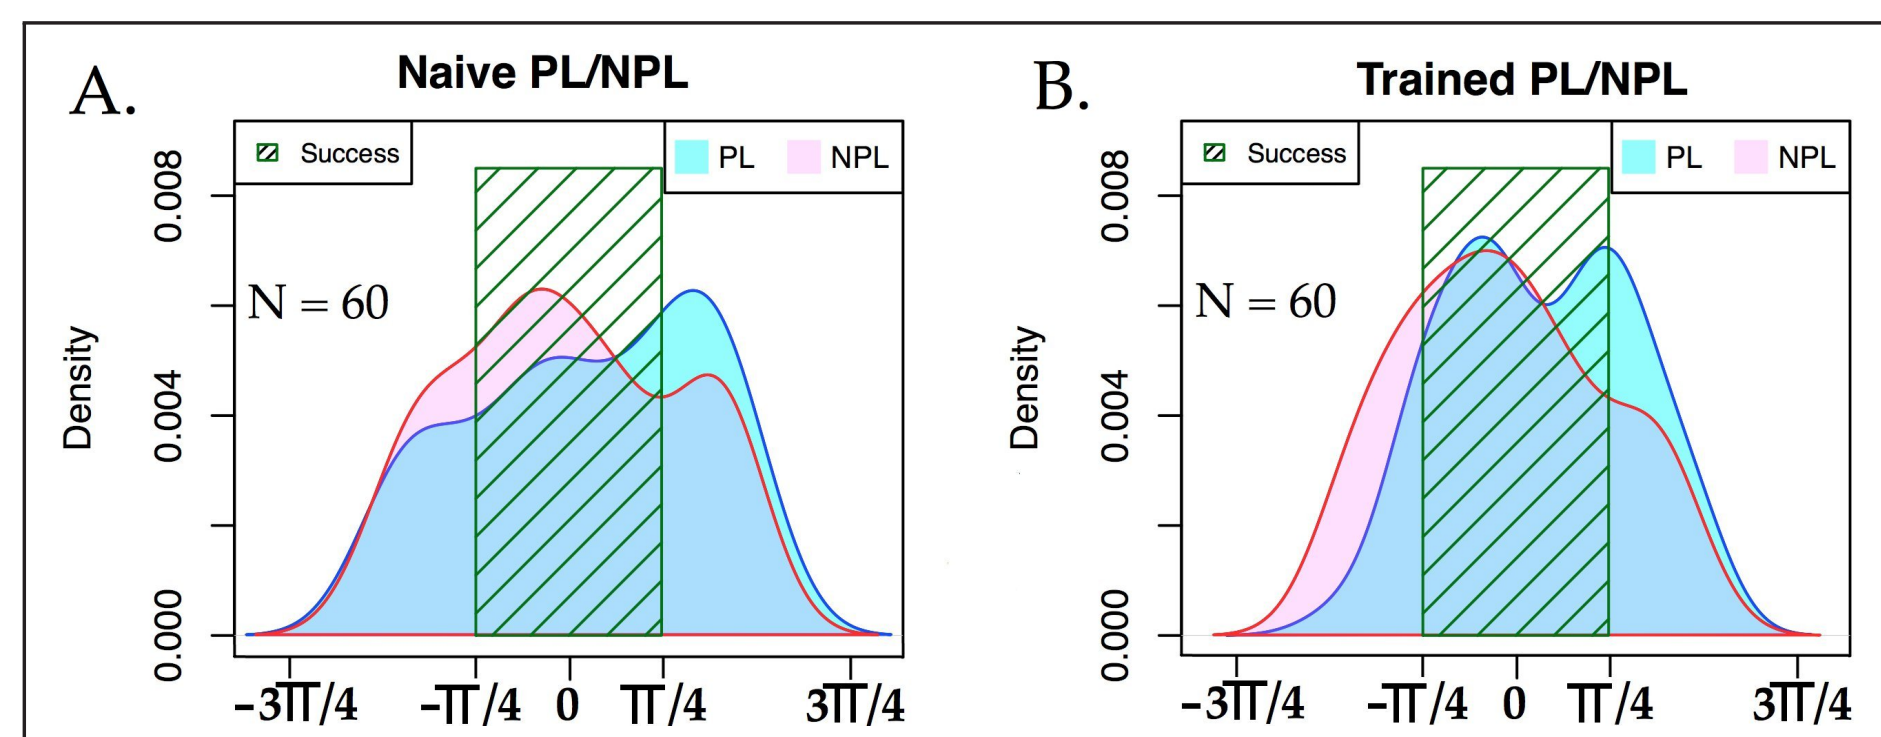 A.
Naive PL/NPL
Success
PL
NPL
N = 60
Density
0.000
0.004
0.008
-3π/4
-π/4
0
π/4
3π/4
B.
Trained PL/NPL
Success
PL
NPL
N = 60
Density
0.000
0.004
0.008
-3π/4
-π/4
0
π/4
3π/4